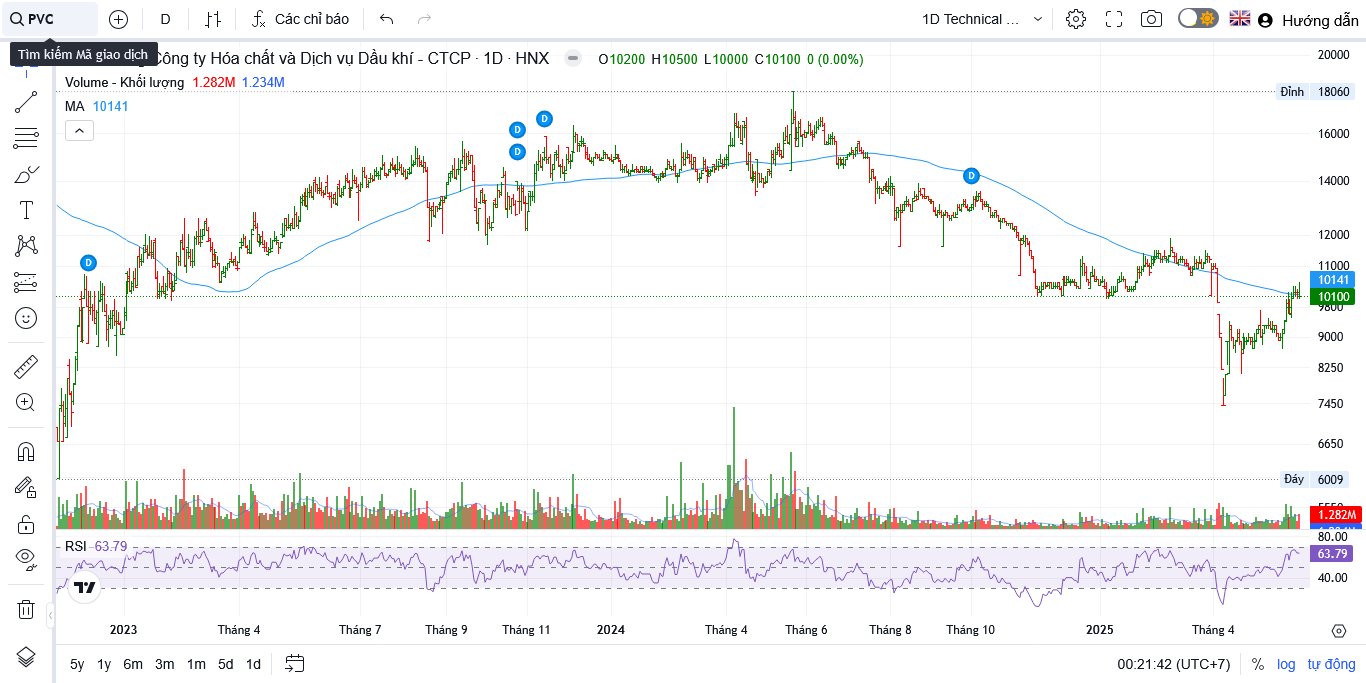 PVC
D
Các chỉ báo
1D Technical ...
Hướng dẫn
Tìm kiếm Mã giao dịch
Công ty Hóa chất và Dịch vụ Dầu khí - CTCP · 1D · HNX
O10200 H10500 L10000 C10100 0 (0.00%)
Volume - Khối lượng 1.282M 1.234M
MA 10141
D
D
D
D
D
20000
Đỉnh 18060
16000
14000
12000
11000
10141
10100
9800
9000
8250
7450
6650
Đáy 6009
1.282M
RSI 63.79
80.00
63.79
40.00
2023 Tháng 4 Tháng 7 Tháng 9 Tháng 11 2024 Tháng 4 Tháng 6 Tháng 8 Tháng 10 2025 Tháng 4
5y 1y 6m 3m 1m 5d 1d
00:21:42 (UTC+7) % log tự động